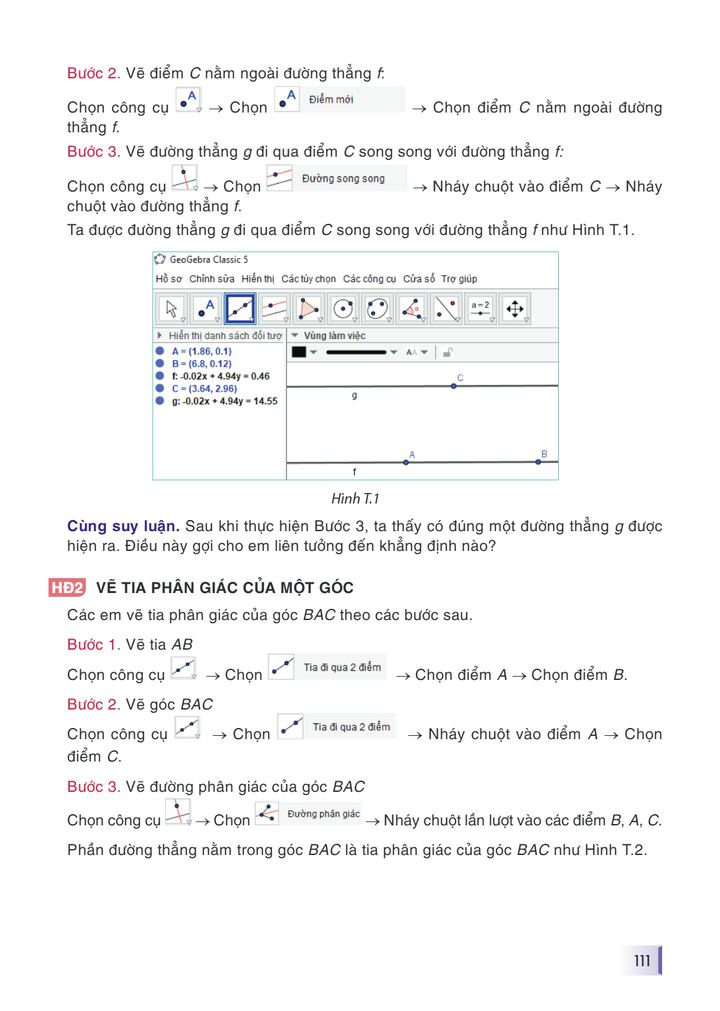 Bước 2. Vẽ điểm C nằm ngoài đường thẳng f:
Chọn công cụ A → Chọn A Điểm mới → Chọn điểm C nằm ngoài đường
thẳng f.
Bước 3. Vẽ đường thẳng g đi qua điểm C song song với đường thẳng f:
Chọn công cụ → Chọn Đường song song → Nháy chuột vào điểm C → Nháy
chuột vào đường thẳng f.
Ta được đường thẳng g đi qua điểm C song song với đường thẳng f như Hình T.1.
GeoGebra Classic 5
Hồ sơ Chỉnh sửa Hiển thị Các tùy chọn Các công cụ Cửa sổ Trợ giúp
A α a = 2
Hiển thị danh sách đối tượ Vùng làm việc
AA
A = (1.86, 0.1)
B = (6.8, 0.12)
f: -0.02x + 4.94y = 0.46
C = (3.64, 2.96)
g: -0.02x + 4.94y = 14.55
C
g
A B
f
Hình T.1
Cùng suy luận. Sau khi thực hiện Bước 3, ta thấy có đúng một đường thẳng g được
hiện ra. Điều này gợi cho em liên tưởng đến khẳng định nào?
HĐ2 VẼ TIA PHÂN GIÁC CỦA MỘT GÓC
Các em vẽ tia phân giác của góc BAC theo các bước sau.
Bước 1. Vẽ tia AB
Chọn công cụ → Chọn Tia đi qua 2 điểm → Chọn điểm A → Chọn điểm B.
Bước 2. Vẽ góc BAC
Chọn công cụ → Chọn Tia đi qua 2 điểm → Nháy chuột vào điểm A → Chọn
điểm C.
Bước 3. Vẽ đường phân giác của góc BAC
Chọn công cụ → Chọn Đường phân giác → Nháy chuột lần lượt vào các điểm B, A, C.
Phần đường thẳng nằm trong góc BAC là tia phân giác của góc BAC như Hình T.2.
111